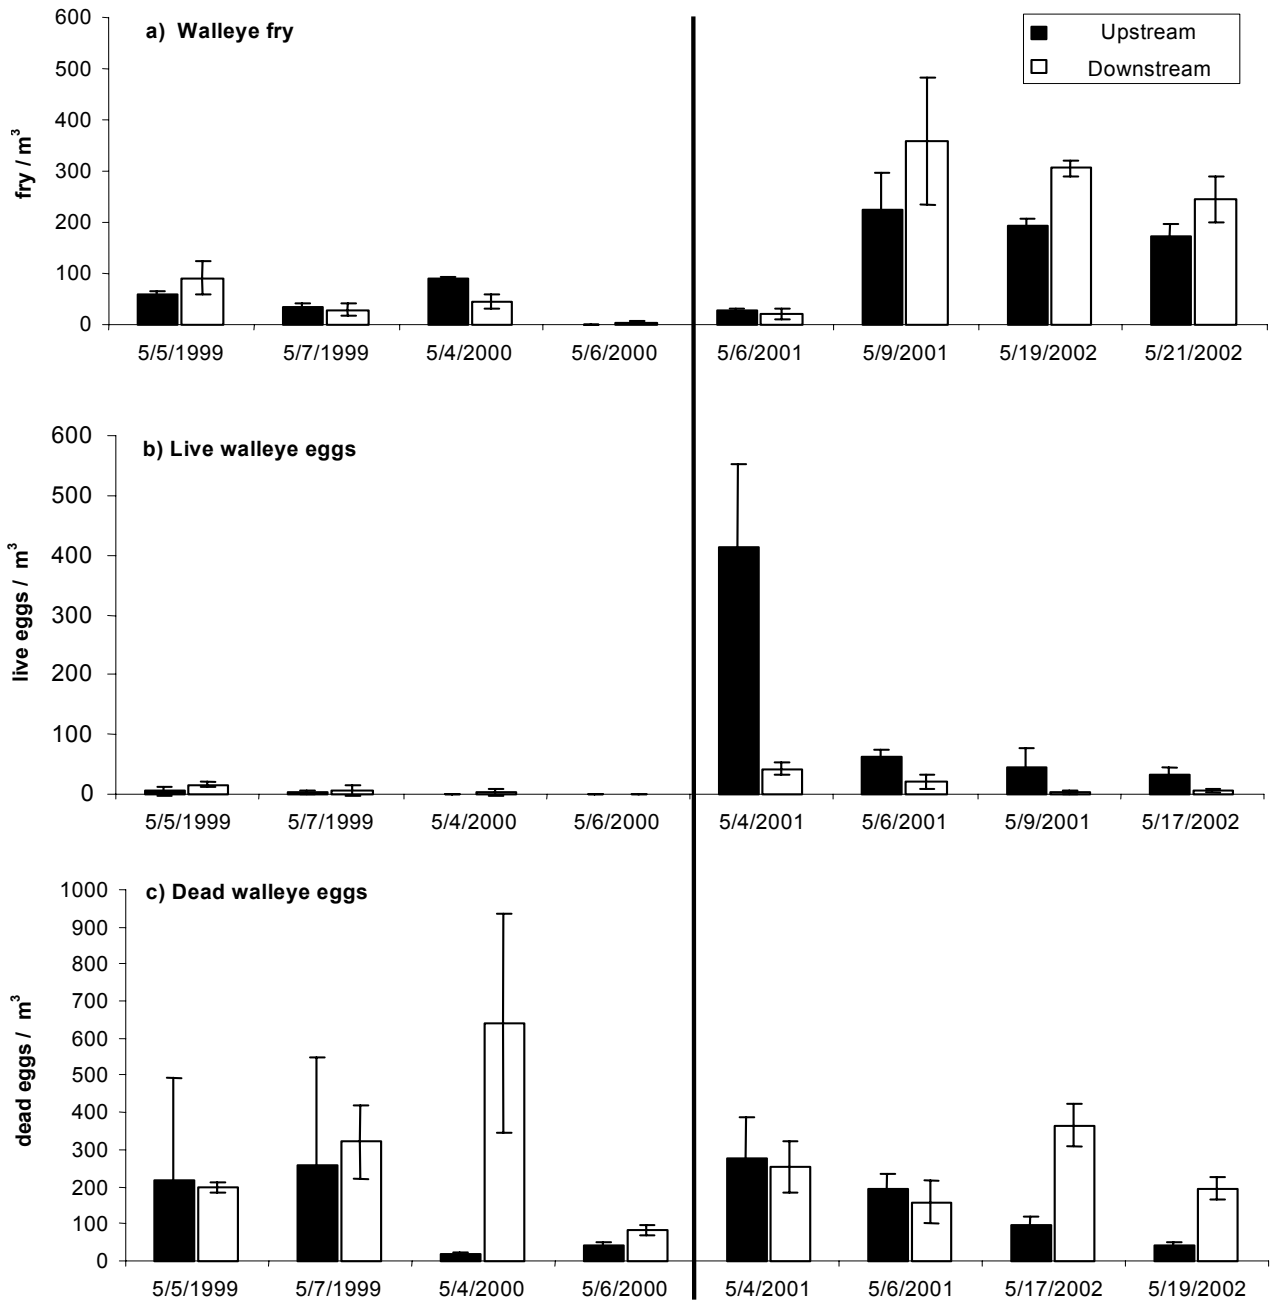 a) Walleye fry
Upstream
Downstream
fry / m³
600
500
400
300
200
100
0
5/5/1999 5/7/1999 5/4/2000 5/6/2000 5/6/2001 5/9/2001 5/19/2002 5/21/2002
b) Live walleye eggs
live eggs / m³
600
500
400
300
200
100
0
5/5/1999 5/7/1999 5/4/2000 5/6/2000 5/4/2001 5/6/2001 5/9/2001 5/17/2002
c) Dead walleye eggs
dead eggs / m³
1000
900
800
700
600
500
400
300
200
100
0
5/5/1999 5/7/1999 5/4/2000 5/6/2000 5/4/2001 5/6/2001 5/17/2002 5/19/2002